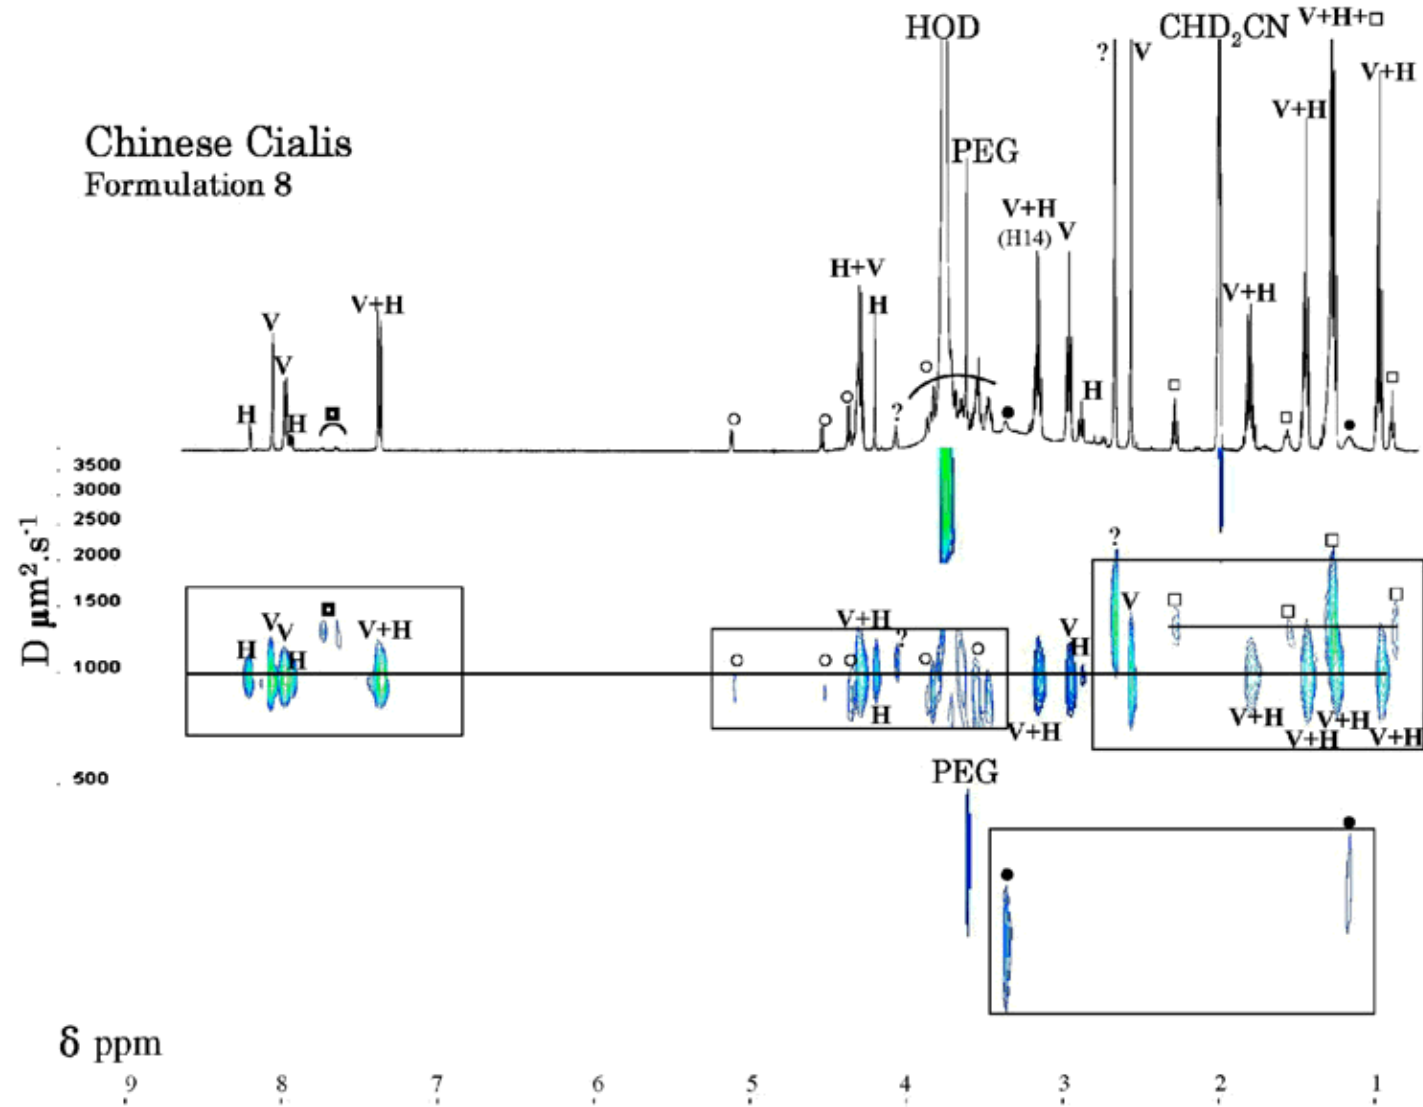 HOD
CHD2CN
V+H+□
? V
V+H
V+H
Chinese Cialis
Formulation 8
PEG
V+H
(H14)
V
H+V
V+H
H
V+H
V
V
H
H
?
H
3500
3000
2500
2000
1500
1000
500
D μm².s⁻¹
?
V
V+H
?
V
H
V V
H
H
V+H
H
V+H
V+H
V+H
V+H
V+H
PEG
δ ppm
9 8 7 6 5 4 3 2 1